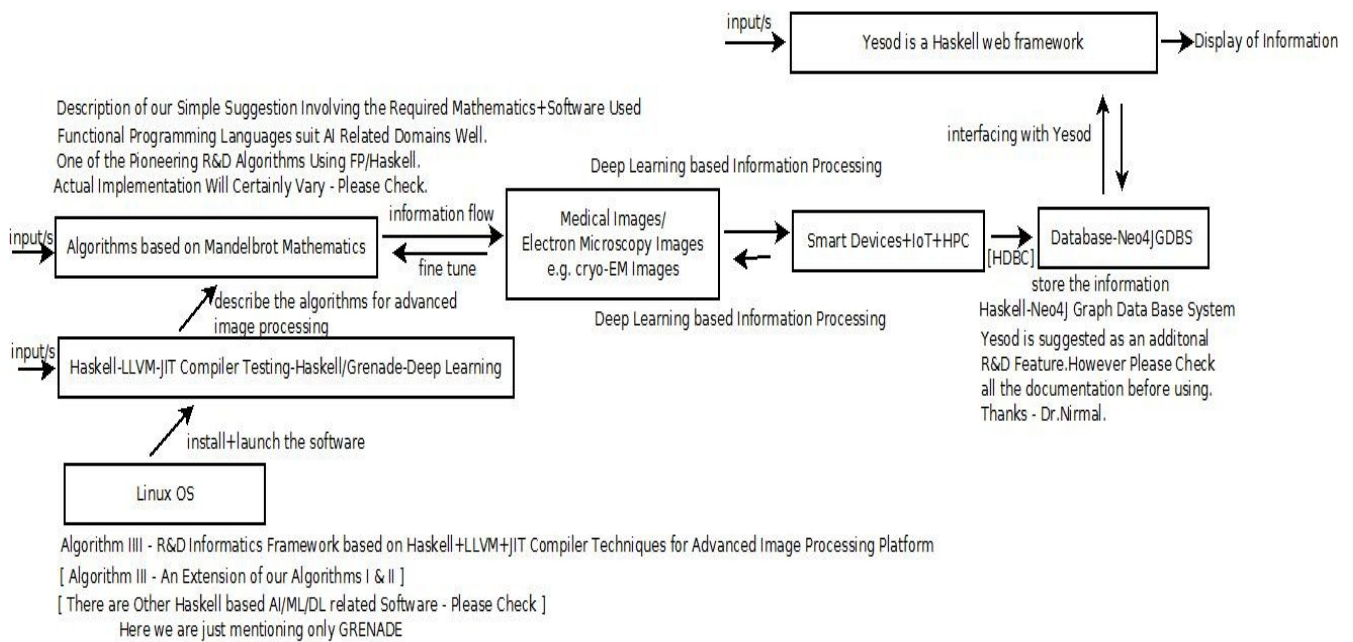 input/s
Yesod is a Haskell web framework
Display of Information
Description of our Simple Suggestion Involving the Required Mathematics+Software Used
Functional Programming Languages suit AI Related Domains Well.
One of the Pioneering R&D Algorithms Using FP/Haskell.
Actual Implementation Will Certainly Vary - Please Check.
interfacing with Yesod
Deep Learning based Information Processing
input/s
Algorithms based on Mandelbrot Mathematics
information flow
fine tune
Medical Images/
Electron Microscopy Images
e.g. cryo-EM Images
Smart Devices+IoT+HPC
[HDBC]
Database-Neo4JGDBS
Deep Learning based Information Processing
store the information
Haskell-Neo4J Graph Data Base System
Yesod is suggested as an additonal
R&D Feature.However Please Check
all the documentation before using.
Thanks - Dr.Nirmal.
describe the algorithms for advanced
image processing
input/s
Haskell-LLVM-JIT Compiler Testing-Haskell/Grenade-Deep Learning
install+launch the software
Linux OS
Algorithm IIII - R&D Informatics Framework based on Haskell+LLVM+JIT Compiler Techniques for Advanced Image Processing Platform
[ Algorithm III - An Extension of our Algorithms I & II ]
[ There are Other Haskell based AI/ML/DL related Software - Please Check ]
Here we are just mentioning only GRENADE